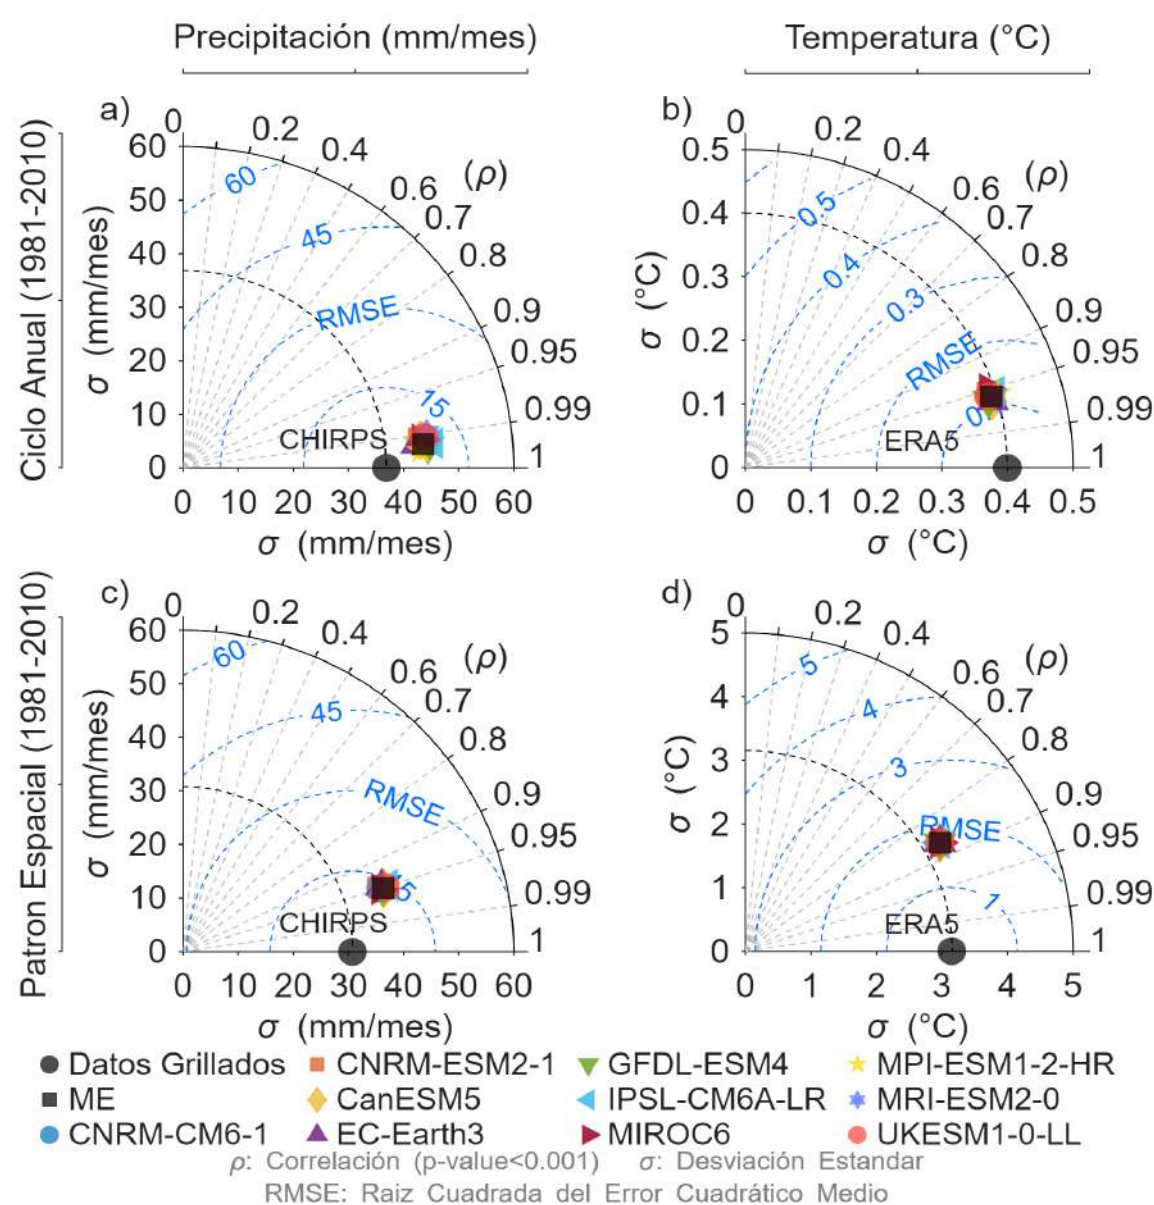 Precipitación (mm/mes)
Temperatura (°C)
Ciclo Anual (1981-2010)
Patron Espacial (1981-2010)
a)
0 0.2 0.4 0.6 0.7 0.8 0.9 0.95 0.99 1
(ρ)
60
50
40
30
20
10
0
σ (mm/mes)
60
45
RMSE
15
CHIRPS
0 10 20 30 40 50 60
σ (mm/mes)
b)
0 0.2 0.4 0.6 0.7 0.8 0.9 0.95 0.99 1
(ρ)
0.5
0.4
0.3
0.2
0.1
0
σ (°C)
0.5
0.4
0.3
RMSE
ERA5
0 0.1 0.2 0.3 0.4 0.5
σ (°C)
c)
0 0.2 0.4 0.6 0.7 0.8 0.9 0.95 0.99 1
(ρ)
60
50
40
30
20
10
0
σ (mm/mes)
60
45
RMSE
CHIRPS
0 10 20 30 40 50 60
σ (mm/mes)
d)
0 0.2 0.4 0.6 0.7 0.8 0.9 0.95 0.99 1
(ρ)
5
4
3
2
1
0
σ (°C)
5
4
3
RMSE
1
ERA5
0 1 2 3 4 5
σ (°C)
Datos Grillados CNRM-ESM2-1 GFDL-ESM4 MPI-ESM1-2-HR
ME CanESM5 IPSL-CM6A-LR MRI-ESM2-0
CNRM-CM6-1 EC-Earth3 MIROC6 UKESM1-0-LL
ρ: Correlación (p-value<0.001) σ: Desviación Estandar
RMSE: Raiz Cuadrada del Error Cuadrático Medio